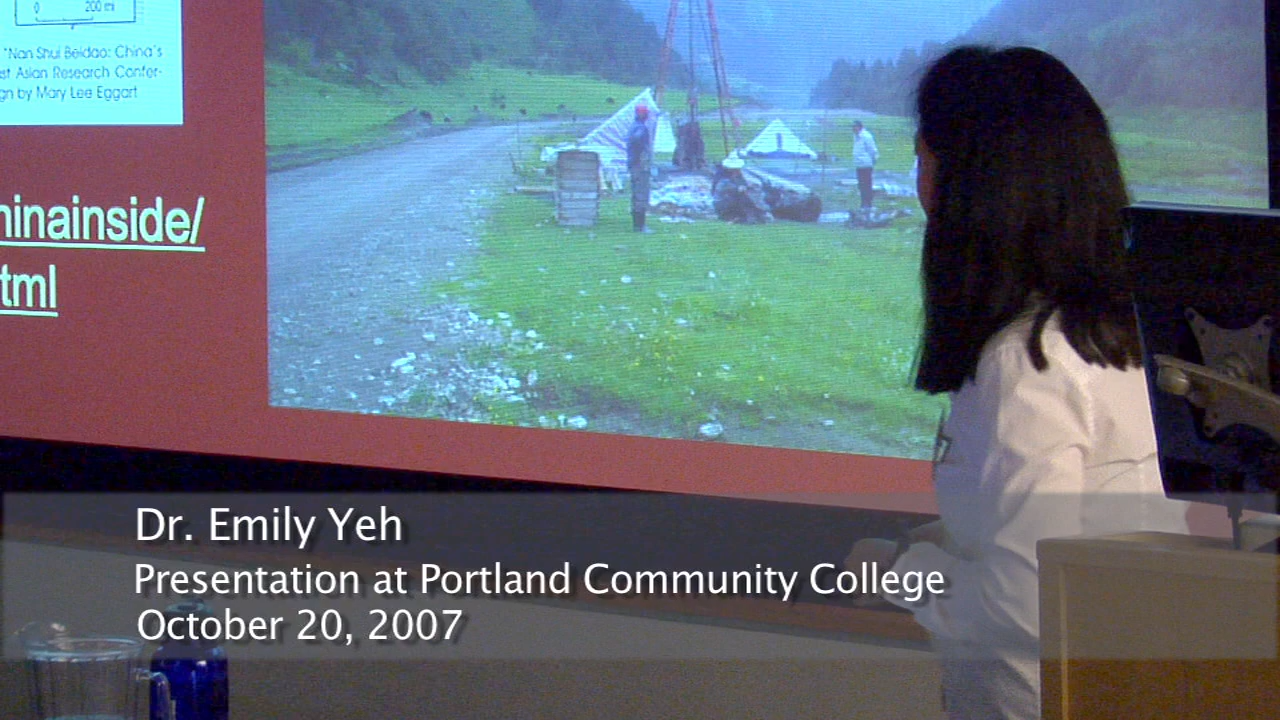 0 200 mi
"Nan Shui Beidao: China's
st Asian Research Confer-
gn by Mary Lee Eggart
hinainside/
tml
Dr. Emily Yeh
Presentation at Portland Community College
October 20, 2007